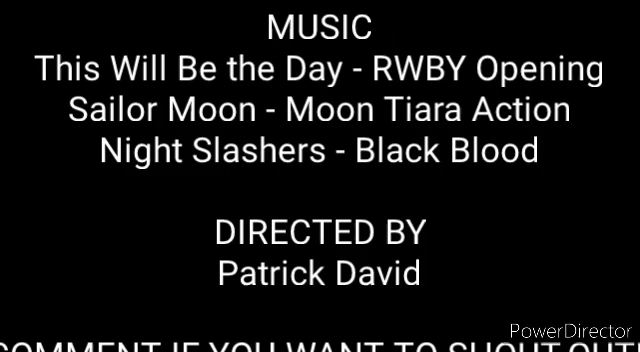 MUSIC
This Will Be the Day - RWBY Opening
Sailor Moon - Moon Tiara Action
Night Slashers - Black Blood
DIRECTED BY
Patrick David
PowerDirector
COMMENT IF YOU WANT TO SHOUT OUT